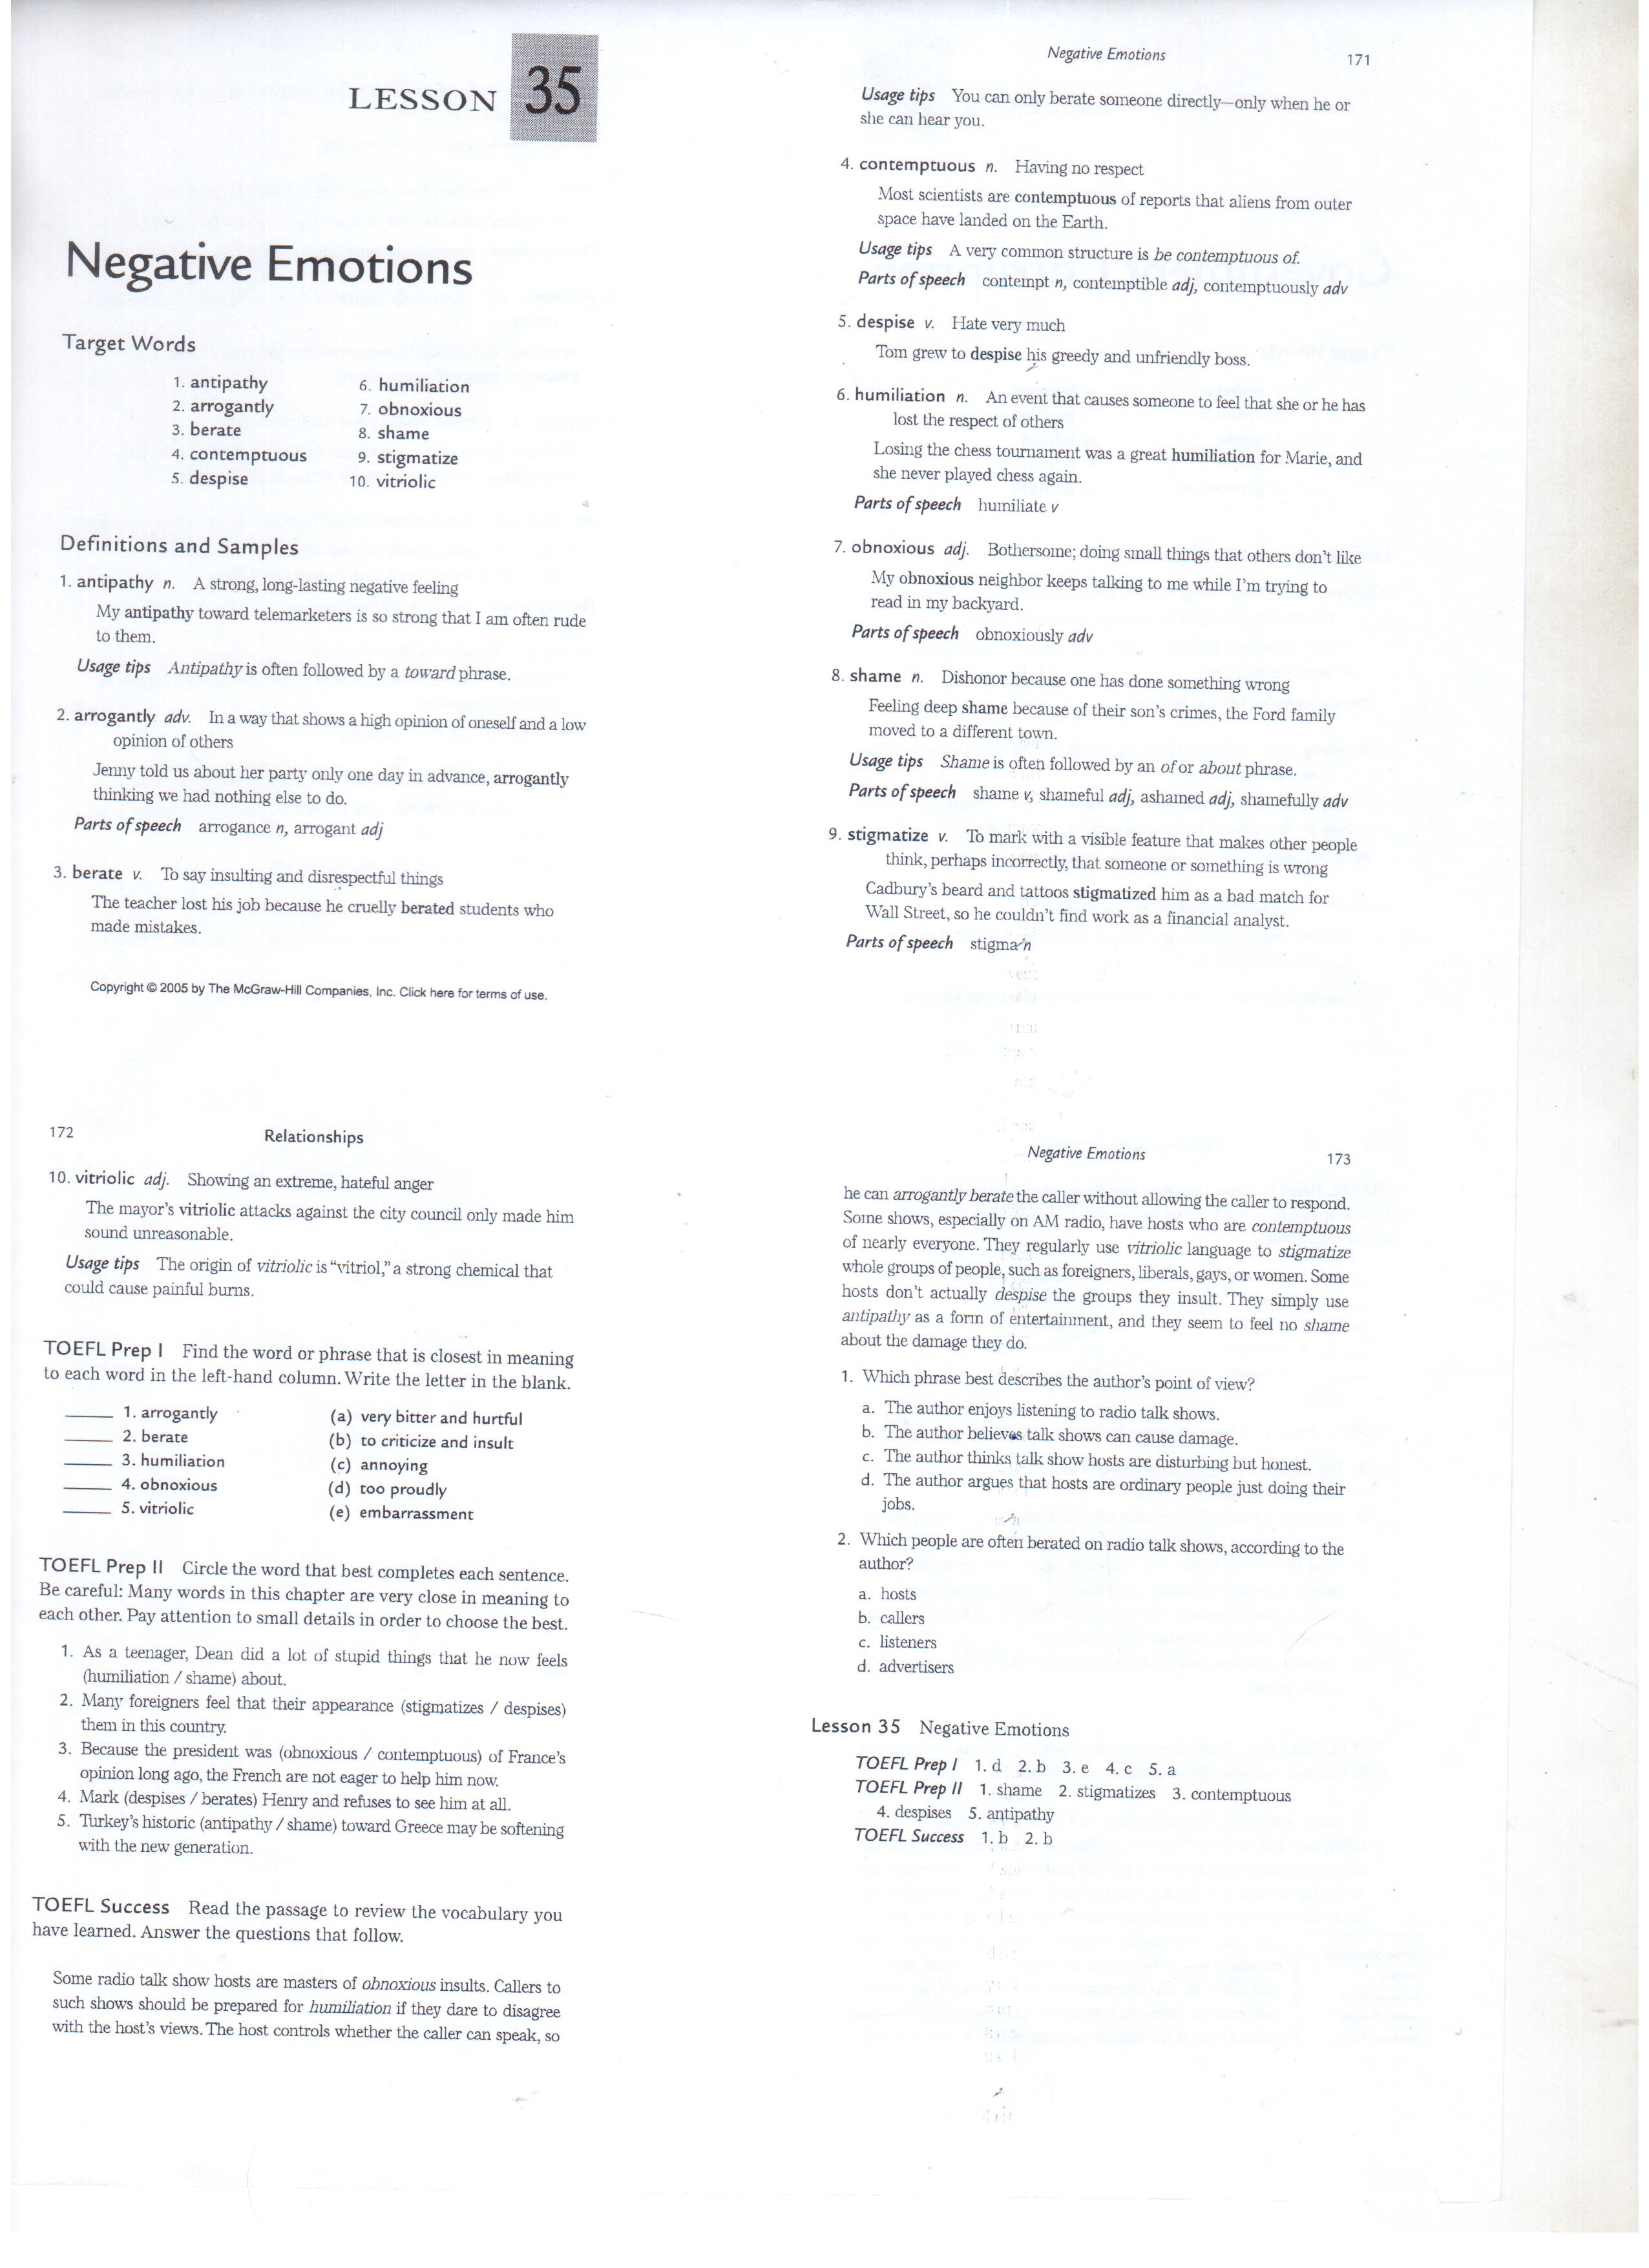 LESSON 35
Negative Emotions
Target Words
1. antipathy
2. arrogantly
3. berate
4. contemptuous
5. despise
6. humiliation
7. obnoxious
8. shame
9. stigmatize
10. vitriolic
Definitions and Samples
1. antipathy n. A strong, long-lasting negative feeling
My antipathy toward telemarketers is so strong that I am often rude
to them.
Usage tips Antipathy is often followed by a toward phrase.
2. arrogantly adv. In a way that shows a high opinion of oneself and a low
opinion of others
Jenny told us about her party only one day in advance, arrogantly
thinking we had nothing else to do.
Parts of speech arrogance n, arrogant adj
3. berate v. To say insulting and disrespectful things
The teacher lost his job because he cruelly berated students who
made mistakes.
Copyright © 2005 by The McGraw-Hill Companies, Inc. Click here for terms of use.
Negative Emotions 171
Usage tips You can only berate someone directly—only when he or
she can hear you.
4. contemptuous n. Having no respect
Most scientists are contemptuous of reports that aliens from outer
space have landed on the Earth.
Usage tips A very common structure is be contemptuous of.
Parts of speech contempt n, contemptible adj, contemptuously adv
5. despise v. Hate very much
Tom grew to despise his greedy and unfriendly boss.
6. humiliation n. An event that causes someone to feel that she or he has
lost the respect of others
Losing the chess tournament was a great humiliation for Marie, and
she never played chess again.
Parts of speech humiliate v
7. obnoxious adj. Bothersome; doing small things that others don't like
My obnoxious neighbor keeps talking to me while I'm trying to
read in my backyard.
Parts of speech obnoxiously adv
8. shame n. Dishonor because one has done something wrong
Feeling deep shame because of their son's crimes, the Ford family
moved to a different town.
Usage tips Shame is often followed by an of or about phrase.
Parts of speech shame v, shameful adj, ashamed adj, shamefully adv
9. stigmatize v. To mark with a visible feature that makes other people
think, perhaps incorrectly, that someone or something is wrong
Cadbury's beard and tattoos stigmatized him as a bad match for
Wall Street, so he couldn't find work as a financial analyst.
Parts of speech stigma n
172 Relationships
10. vitriolic adj. Showing an extreme, hateful anger
The mayor's vitriolic attacks against the city council only made him
sound unreasonable.
Usage tips The origin of vitriolic is "vitriol," a strong chemical that
could cause painful burns.
TOEFL Prep I Find the word or phrase that is closest in meaning
to each word in the left-hand column. Write the letter in the blank.
_____ 1. arrogantly (a) very bitter and hurtful
_____ 2. berate (b) to criticize and insult
_____ 3. humiliation (c) annoying
_____ 4. obnoxious (d) too proudly
_____ 5. vitriolic (e) embarrassment
TOEFL Prep II Circle the word that best completes each sentence.
Be careful: Many words in this chapter are very close in meaning to
each other. Pay attention to small details in order to choose the best.
1. As a teenager, Dean did a lot of stupid things that he now feels
(humiliation / shame) about.
2. Many foreigners feel that their appearance (stigmatizes / despises)
them in this country.
3. Because the president was (obnoxious / contemptuous) of France's
opinion long ago, the French are not eager to help him now.
4. Mark (despises / berates) Henry and refuses to see him at all.
5. Turkey's historic (antipathy / shame) toward Greece may be softening
with the new generation.
TOEFL Success Read the passage to review the vocabulary you
have learned. Answer the questions that follow.
Some radio talk show hosts are masters of obnoxious insults. Callers to
such shows should be prepared for humiliation if they dare to disagree
with the host's views. The host controls whether the caller can speak, so
Negative Emotions 173
he can arrogantly berate the caller without allowing the caller to respond.
Some shows, especially on AM radio, have hosts who are contemptuous
of nearly everyone. They regularly use vitriolic language to stigmatize
whole groups of people, such as foreigners, liberals, gays, or women. Some
hosts don't actually despise the groups they insult. They simply use
antipathy as a form of entertainment, and they seem to feel no shame
about the damage they do.
1. Which phrase best describes the author's point of view?
a. The author enjoys listening to radio talk shows.
b. The author believes talk shows can cause damage.
c. The author thinks talk show hosts are disturbing but honest.
d. The author argues that hosts are ordinary people just doing their
jobs.
2. Which people are often berated on radio talk shows, according to the
author?
a. hosts
b. callers
c. listeners
d. advertisers
Lesson 35 Negative Emotions
TOEFL Prep I 1. d 2. b 3. e 4. c 5. a
TOEFL Prep II 1. shame 2. stigmatizes 3. contemptuous
4. despises 5. antipathy
TOEFL Success 1. b 2. b